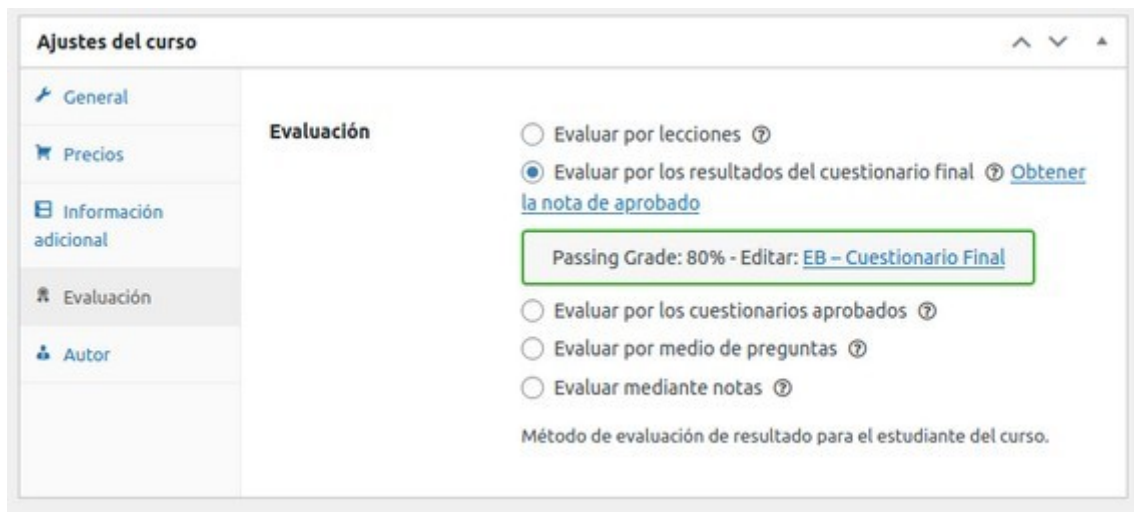 Ajustes del curso
General
Precios
Información
adicional
Evaluación
Autor
Evaluación
Evaluar por lecciones
Evaluar por los resultados del cuestionario final Obtener
la nota de aprobado
Passing Grade: 80% - Editar: EB – Cuestionario Final
Evaluar por los cuestionarios aprobados
Evaluar por medio de preguntas
Evaluar mediante notas
Método de evaluación de resultado para el estudiante del curso.